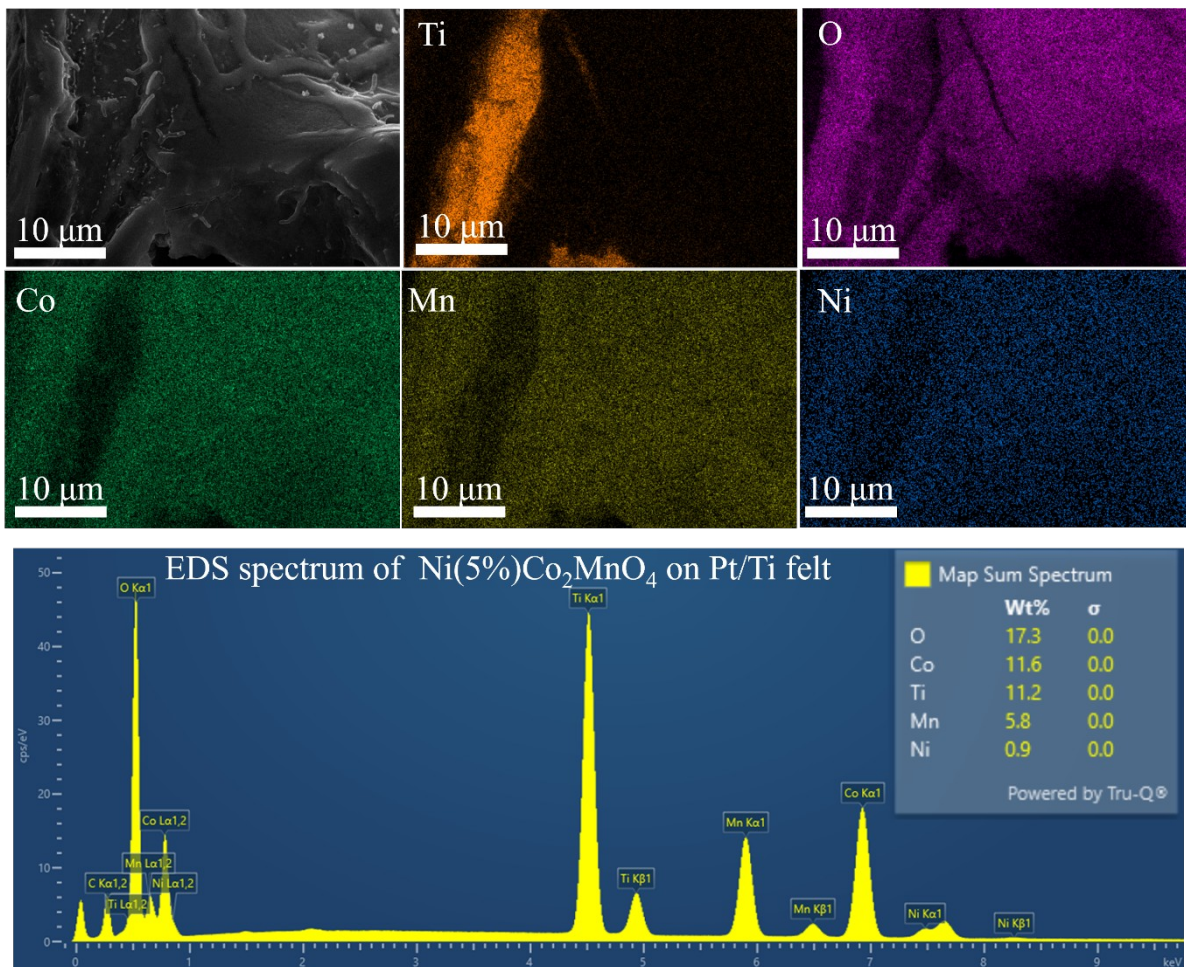 Ti
O
10 μm
10 μm
10 μm
Co
Mn
Ni
10 μm
10 μm
10 μm
EDS spectrum of Ni(5%)Co₂MnO₄ on Pt/Ti felt
Map Sum Spectrum
Wt% σ
O 17.3 0.0
Co 11.6 0.0
Ti 11.2 0.0
Mn 5.8 0.0
Ni 0.9 0.0
Powered by Tru-Q®
cps/eV
50
40
30
20
10
0
O Kα1
Ti Kα1
Co Lα1,2
Mn Lα1,2
C Kα1,2
Ni Lα1,2
Ti Lα1,2
Ti Kβ1
Mn Kα1
Mn Kβ1
Co Kα1
Ni Kα1
Ni Kβ1
0 1 2 3 4 5 6 7 8 9 keV